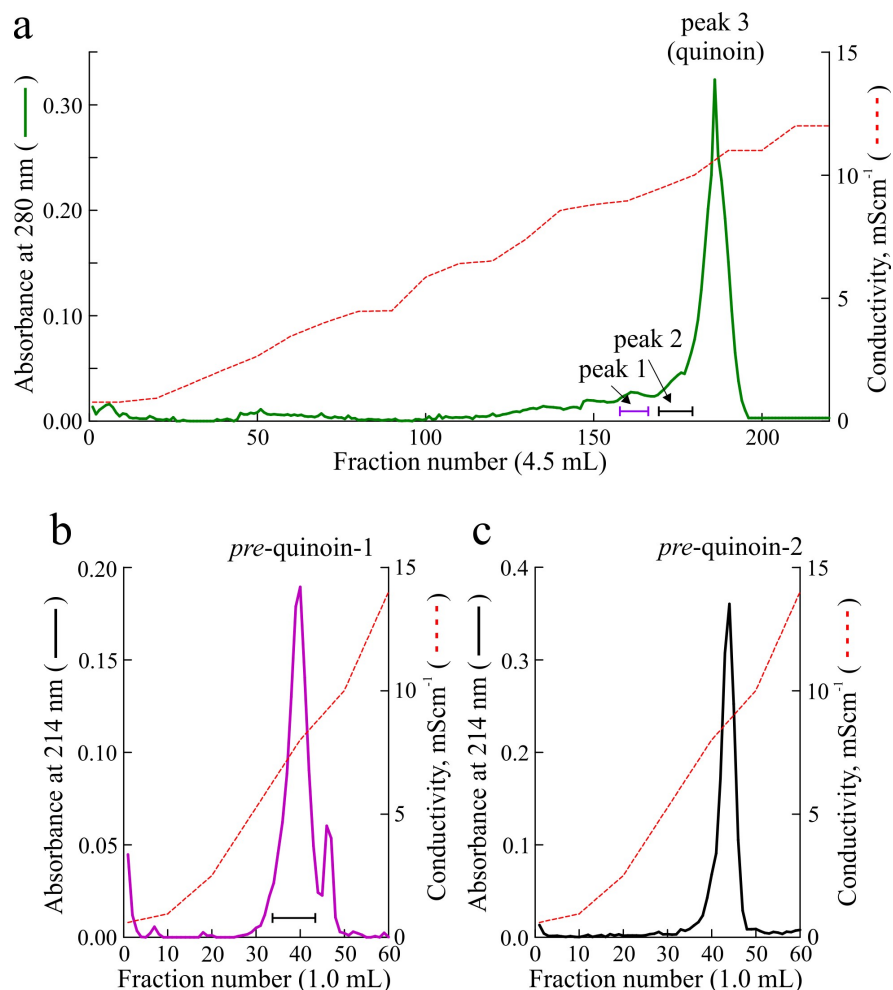 a
peak 3
(quinoin)
Absorbance at 280 nm ( )
0.30
0.20
0.10
0.00
peak 1
peak 2
15
10
5
0
Conductivity, mScm-1 ( )
0 50 100 150 200
Fraction number (4.5 mL)
b
pre-quinoin-1
Absorbance at 214 nm ( )
0.20
0.15
0.10
0.05
0.00
15
10
5
0
Conductivity, mScm-1 ( )
0 10 20 30 40 50 60
Fraction number (1.0 mL)
c
pre-quinoin-2
Absorbance at 214 nm ( )
0.4
0.3
0.2
0.1
0.0
15
10
5
0
Conductivity, mScm-1 ( )
0 10 20 30 40 50 60
Fraction number (1.0 mL)